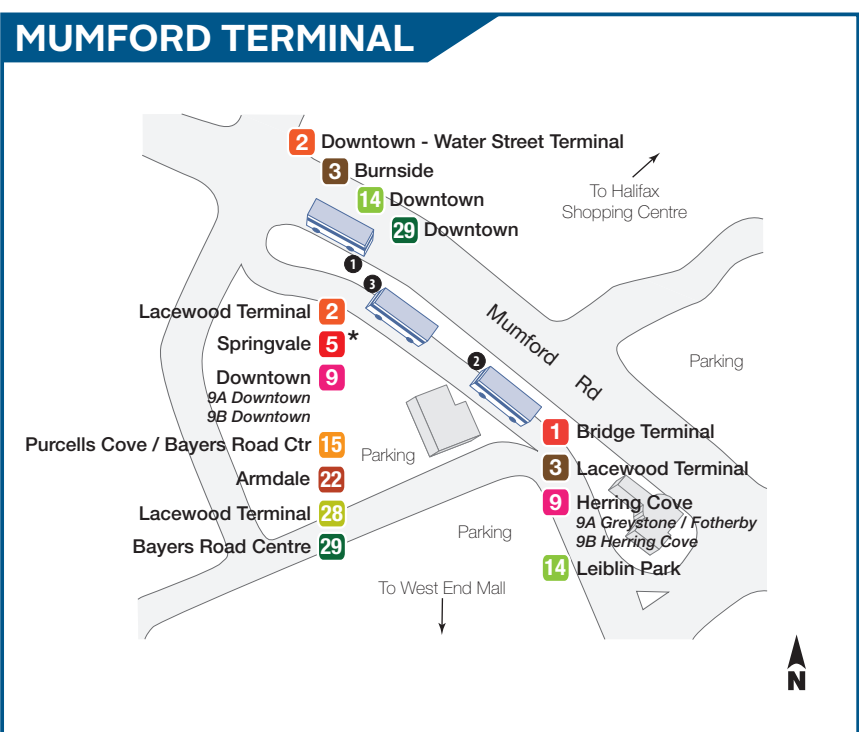 MUMFORD TERMINAL
2 Downtown - Water Street Terminal
3 Burnside
14 Downtown
29 Downtown
To Halifax
Shopping Centre
1
3
2
Mumford Rd
Parking
Lacewood Terminal 2
Springvale 5 *
Downtown 9
9A Downtown
9B Downtown
Purcells Cove / Bayers Road Ctr 15
Armdale 22
Lacewood Terminal 28
Bayers Road Centre 29
Parking
1 Bridge Terminal
3 Lacewood Terminal
9 Herring Cove
9A Greystone / Fotherby
9B Herring Cove
14 Leiblin Park
Parking
To West End Mall
N